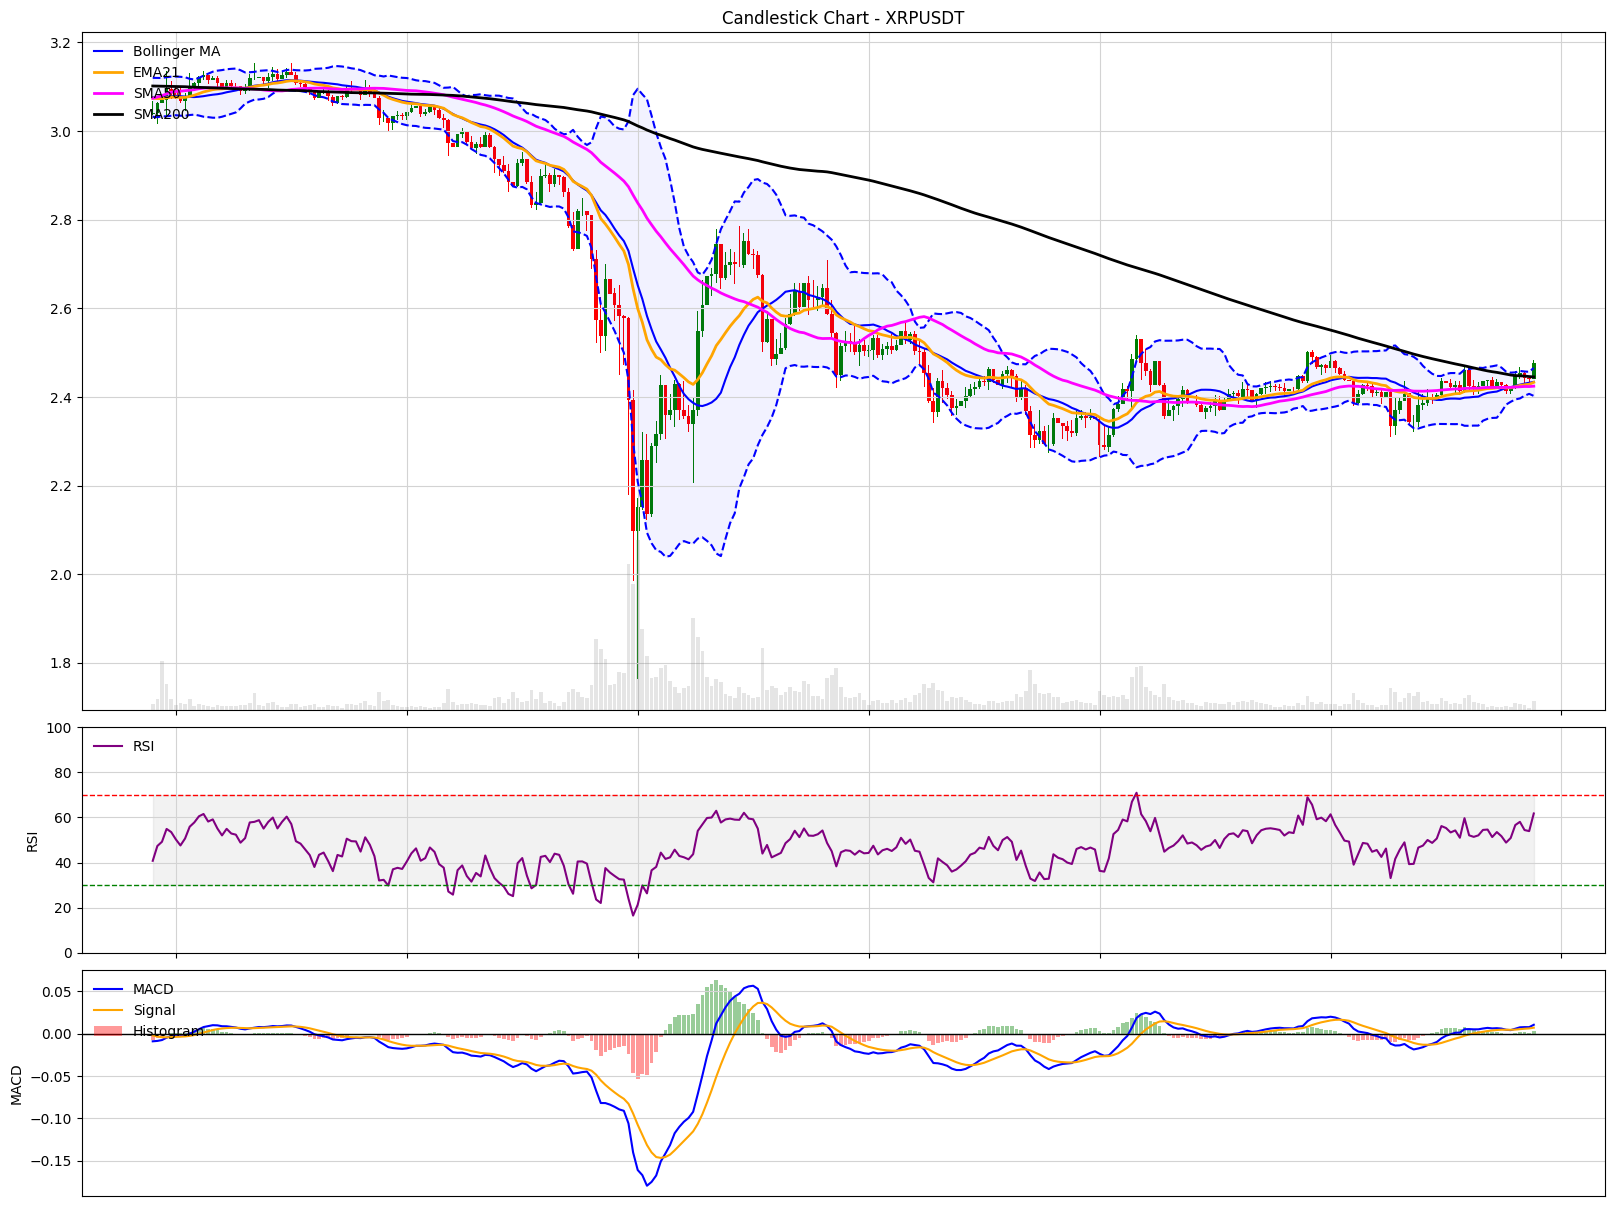 Candlestick Chart - XRPUSDT
3.2
3.0
2.8
2.6
2.4
2.2
2.0
1.8
Bollinger MA
EMA21
SMA50
SMA200
100
80
60
40
20
0
RSI
RSI
0.05
0.00
−0.05
−0.10
−0.15
MACD
MACD
Signal
Histogram